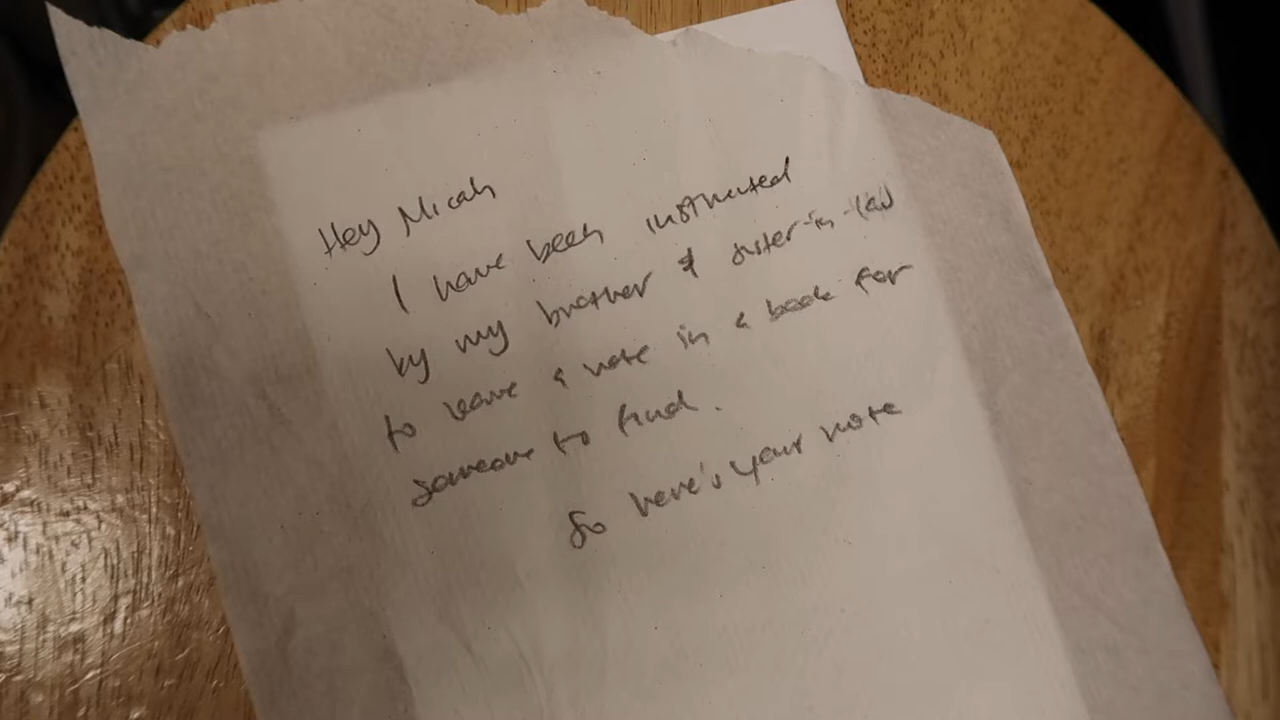 Hey Micah
I have been instructed
by my brother & sister-in-law
to leave a note in a book for
someone to find.
So here's your note